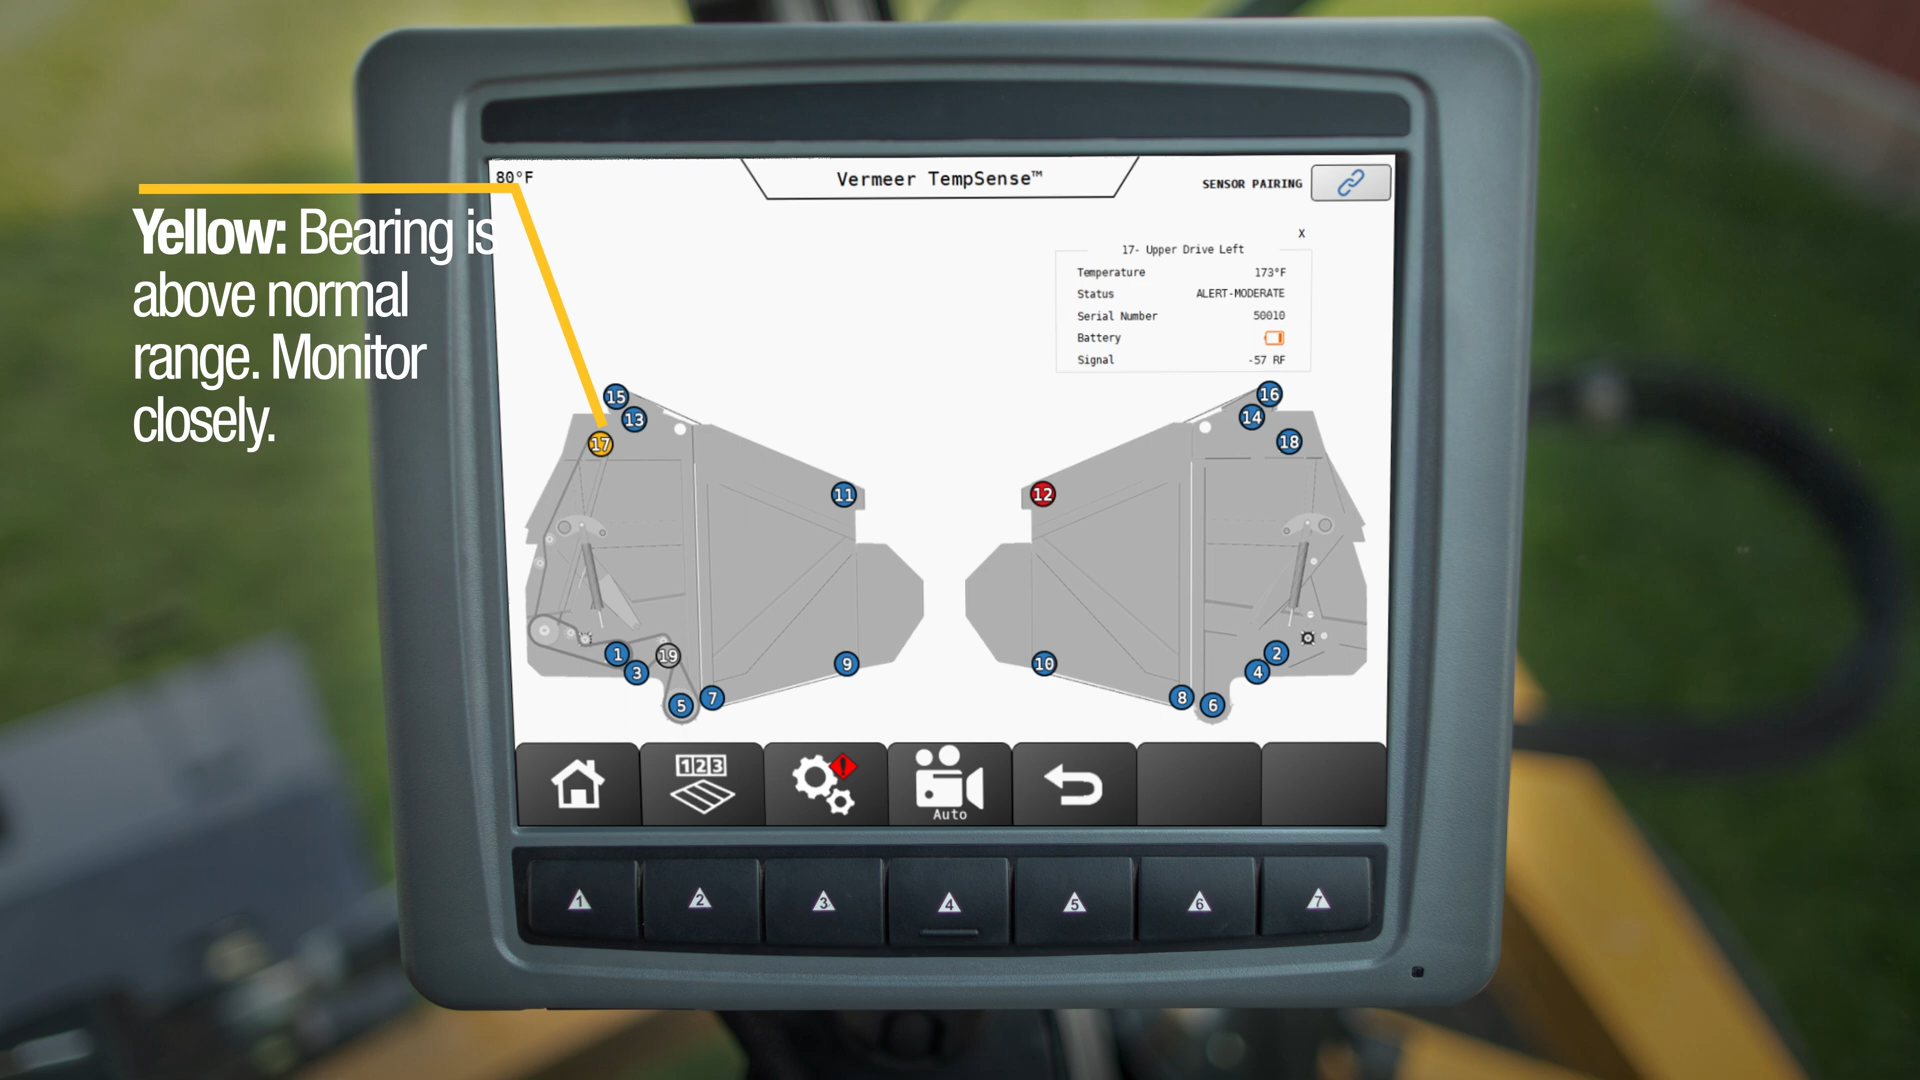 80°F
Vermeer TempSense™
SENSOR PAIRING
Yellow: Bearing is
above normal
range. Monitor
closely.
X
17- Upper Drive Left
Temperature 173°F
Status ALERT-MODERATE
Serial Number 50010
Battery
Signal -57 RF
15
13
17
11
1
3
19
5
7
9
16
14
18
12
10
2
4
8
6
123
!
Auto
1 2 3 4 5 6 7